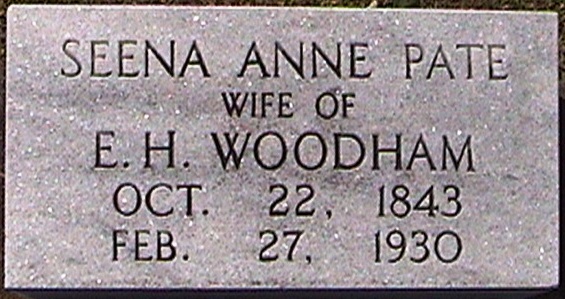 SEENA ANNE PATE
WIFE OF
E. H. WOODHAM
OCT. 22, 1843
FEB. 27, 1930